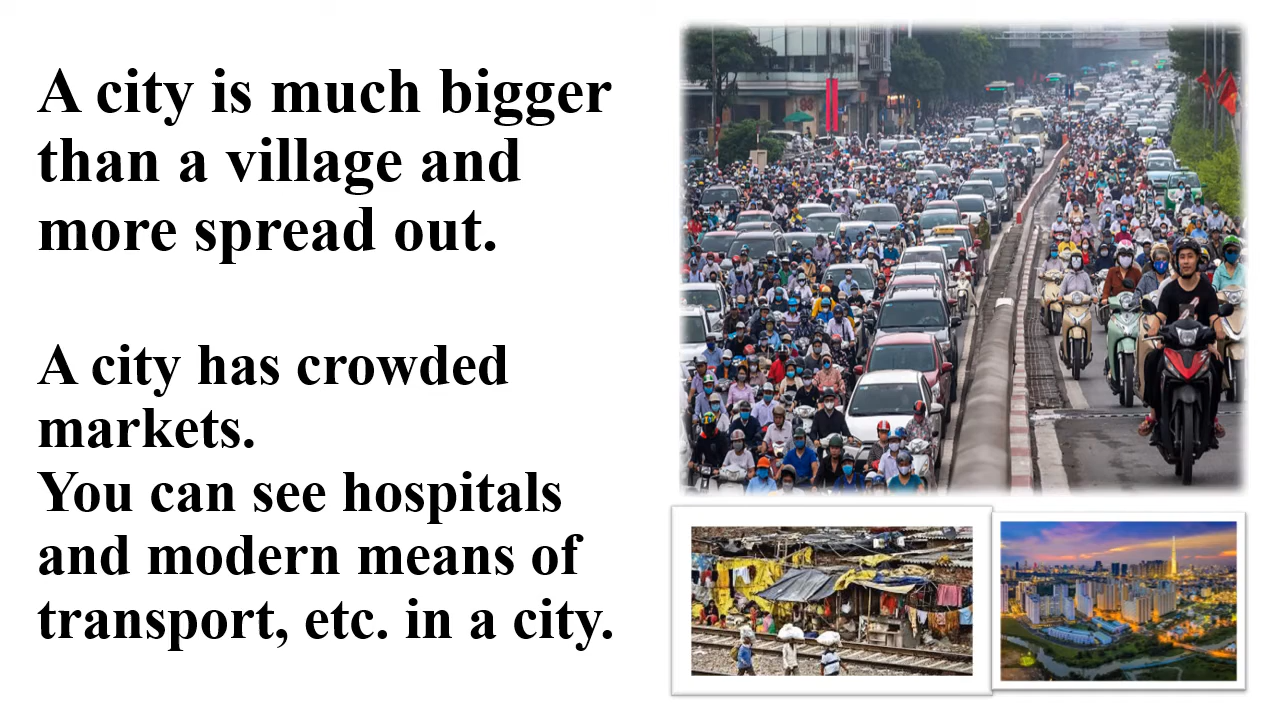 A city is much bigger
than a village and
more spread out.
A city has crowded
markets.
You can see hospitals
and modern means of
transport, etc. in a city.